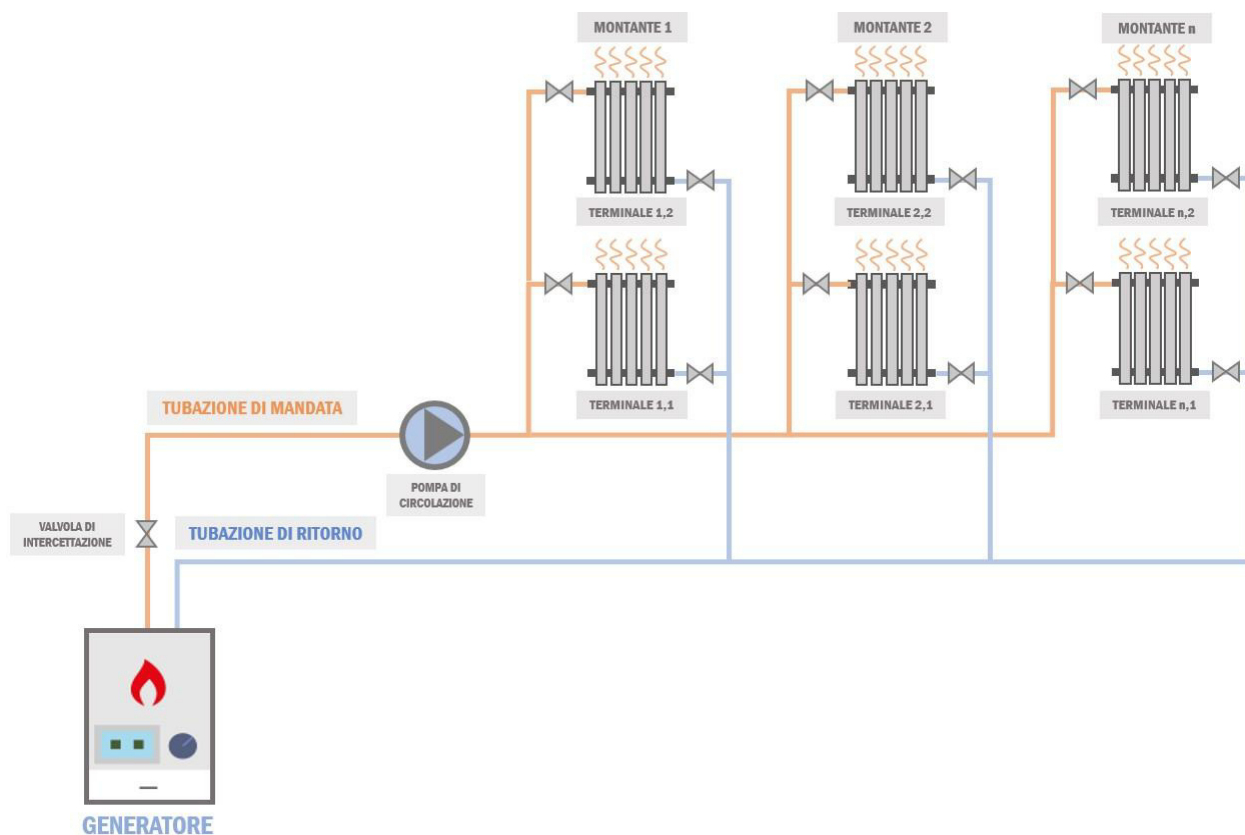 MONTANTE 1
MONTANTE 2
MONTANTE n
TERMINALE 1,2
TERMINALE 2,2
TERMINALE n,2
TERMINALE 1,1
TERMINALE 2,1
TERMINALE n,1
TUBAZIONE DI MANDATA
POMPA DI
CIRCOLAZIONE
VALVOLA DI
INTERCETTAZIONE
TUBAZIONE DI RITORNO
GENERATORE